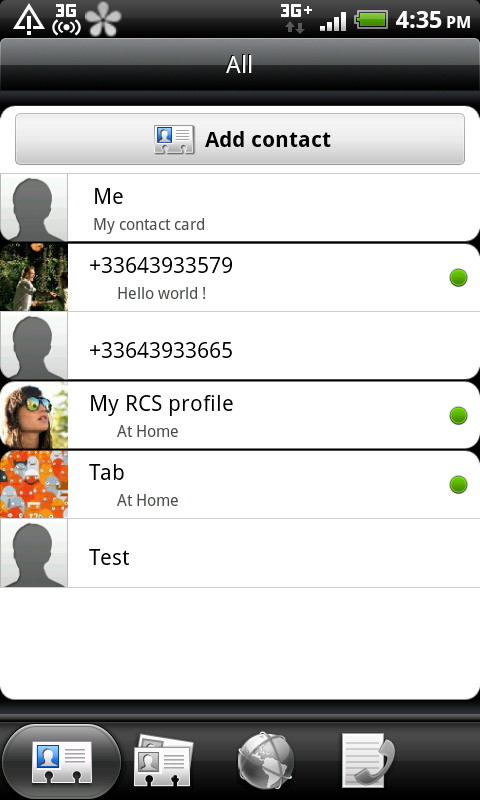 3G 3G+ 4:35 PM
All
Add contact
Me
My contact card
+33643933579
Hello world !
+33643933665
My RCS profile
At Home
Tab
At Home
Test